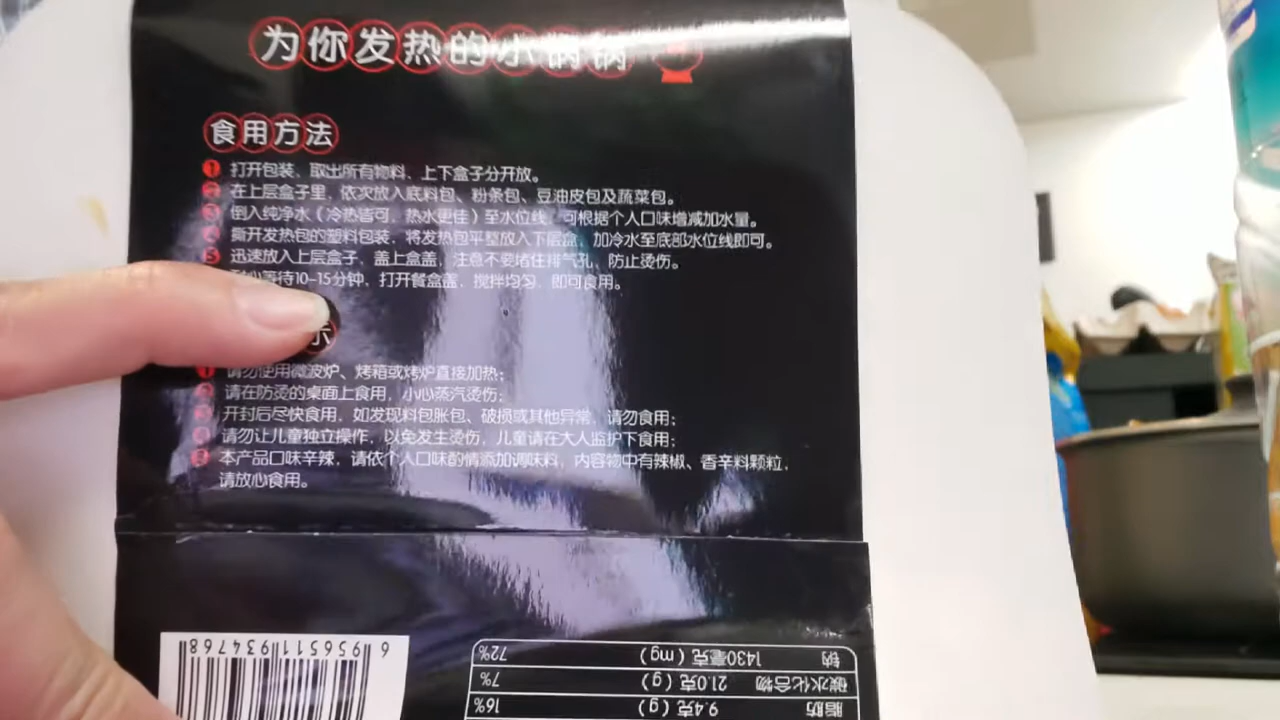 为你发热的小锅锅
食用方法
1 打开包装、取出所有物料、上下盒子分开放。
2 在上层盒子里，依次放入底料包、粉条包、豆油皮包及蔬菜包。
3 倒入纯净水（冷热皆可，热水更佳）至水位线，可根据个人口味增减加水量。
4 撕开发热包的塑料包装，将发热包平整放入下层盒，加冷水至底部水位线即可。
5 迅速放入上层盒子、盖上盒盖，注意不要堵住排气孔、防止烫伤。
等待10-15分钟、打开餐盒盖，搅拌均匀，即可食用。
示
1 请勿使用微波炉、烤箱或烤炉直接加热；
2 请在防烫的桌面上食用，小心蒸汽烫伤；
3 开封后尽快食用，如发现料包胀包、破损或其他异常，请勿食用；
4 请勿让儿童独立操作，以免发生烫伤，儿童请在大人监护下食用；
5 本产品口味辛辣，请依个人口味酌情添加调味料，内容物中有辣椒、香辛料颗粒，
请放心食用。
6 956511 934768
钠 1430毫克（mg） 72%
碳水化合物 21.0克（g） 7%
脂肪 9.4克（g） 16%